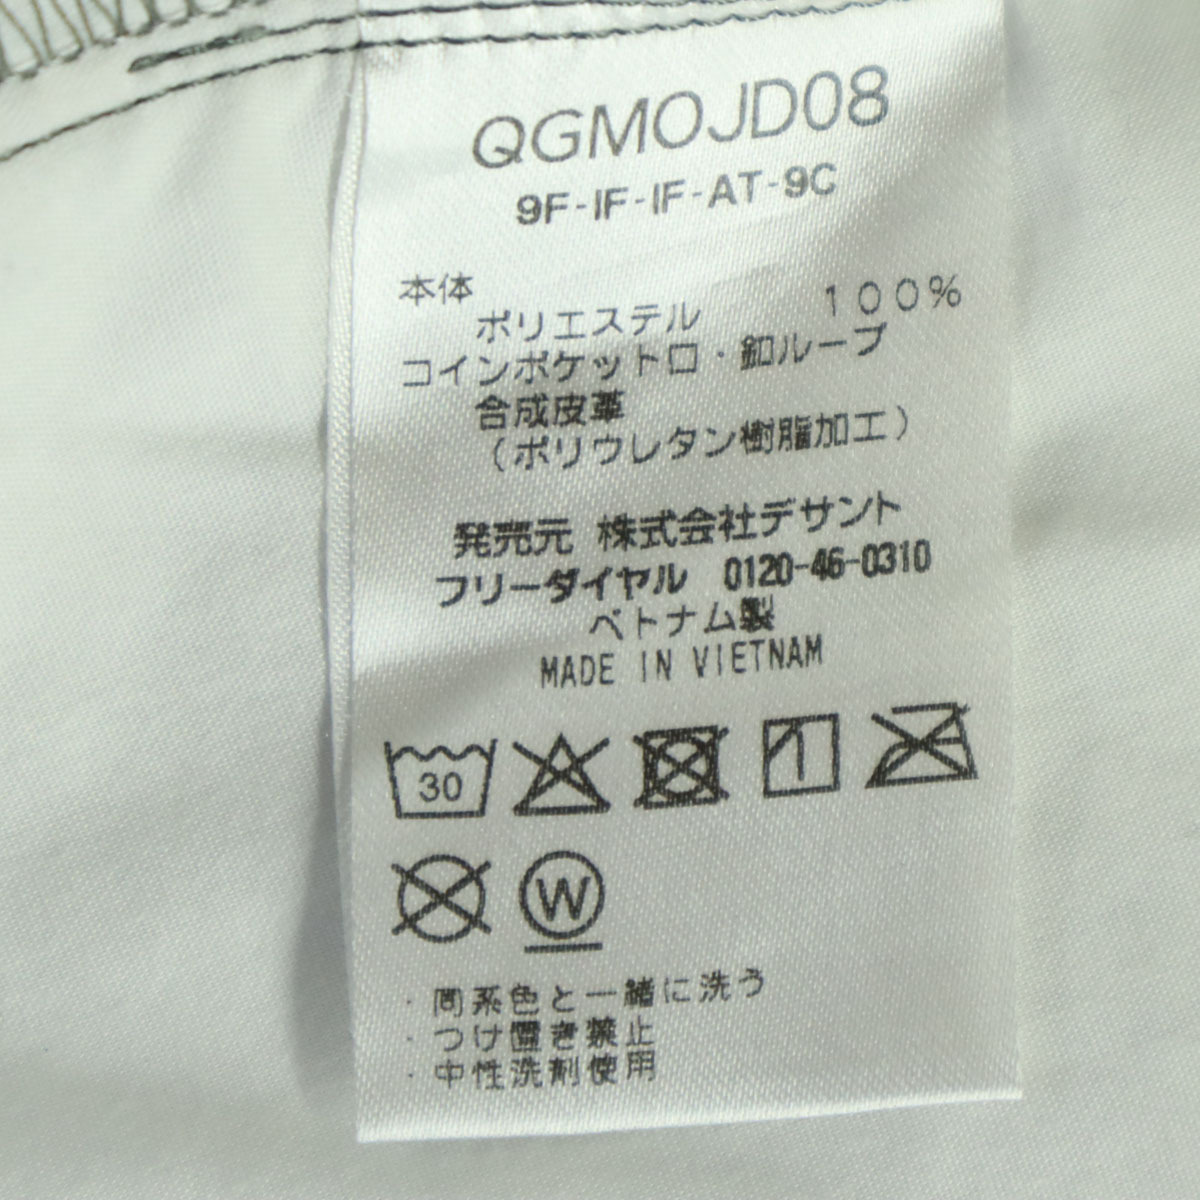 QGMOJD08
9F-IF-IF-AT-9C
本体
ポリエステル 100%
コインポケット口・釦ループ
合成皮革
(ポリウレタン樹脂加工)
発売元 株式会社デサント
フリーダイヤル 0120-46-0310
ベトナム製
MADE IN VIETNAM
30
W
・同系色と一緒に洗う
・つけ置き禁止
・中性洗剤使用